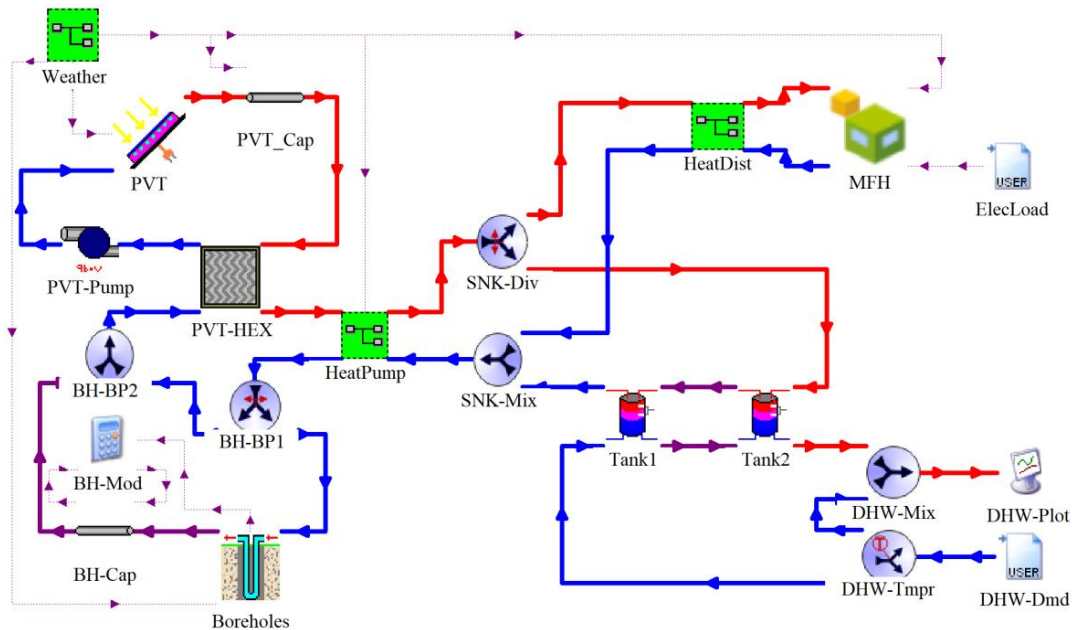 Weather
PVT_Cap
PVT
HeatDist
MFH
USER
ElecLoad
PVT-Pump
PVT-HEX
SNK-Div
HeatPump
SNK-Mix
BH-BP2
BH-BP1
Tank1
Tank2
BH-Mod
DHW-Mix
DHW-Plot
BH-Cap
T
USER
DHW-Tmpr
DHW-Dmd
Boreholes